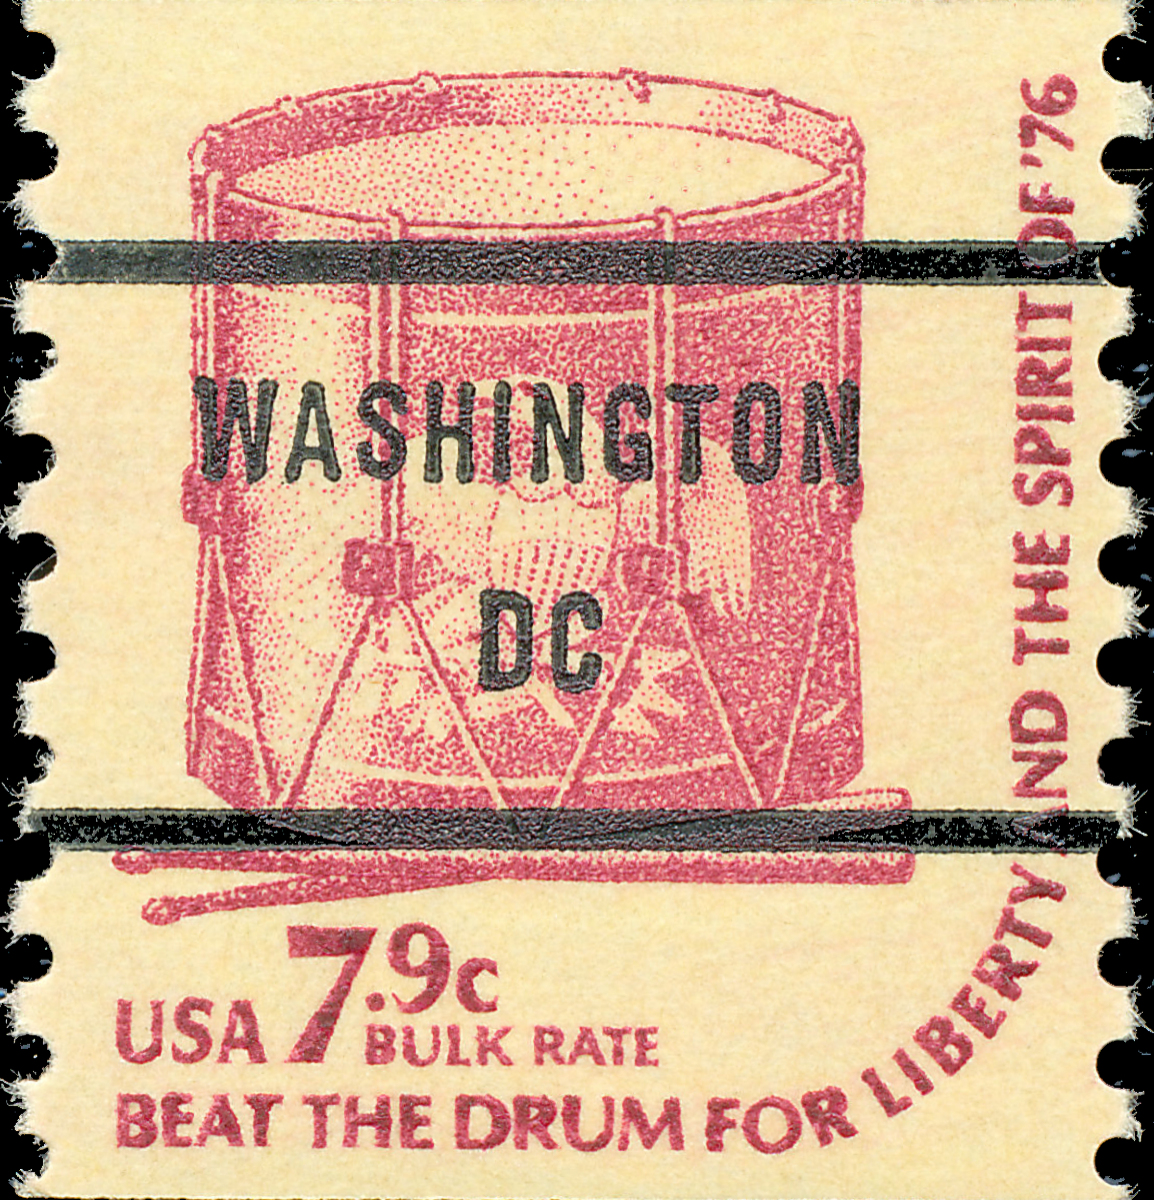 WASHINGTON
DC
USA 7.9c
BULK RATE
BEAT THE DRUM FOR LIBERTY AND THE SPIRIT OF '76